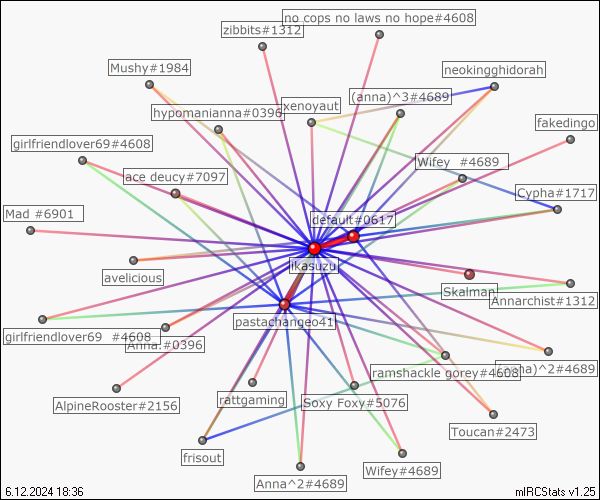 no cops no laws no hope#4608
zibbits#1312
Mushy#1984
neokingghidorah
(anna)^3#4689
xenoyaut
hypomanianna#0396
fakedingo
girlfriendlover69#4608
Wifey  #4689
ace deucy#7097
Cypha#1717
Mad #6901
default#0617
ikasuzu
avelicious
Skalman
Annarchist#1312
pastachangeo41
girlfriendlover69  #4608
Anna.#0396
ramshackle gorey#4608
)^2#4689
rattgaming
Soxy Foxy#5076
AlpineRooster#2156
Toucan#2473
frisout
Wifey#4689
Anna^2#4689
6.12.2024 18:36
mIRCStats v1.25